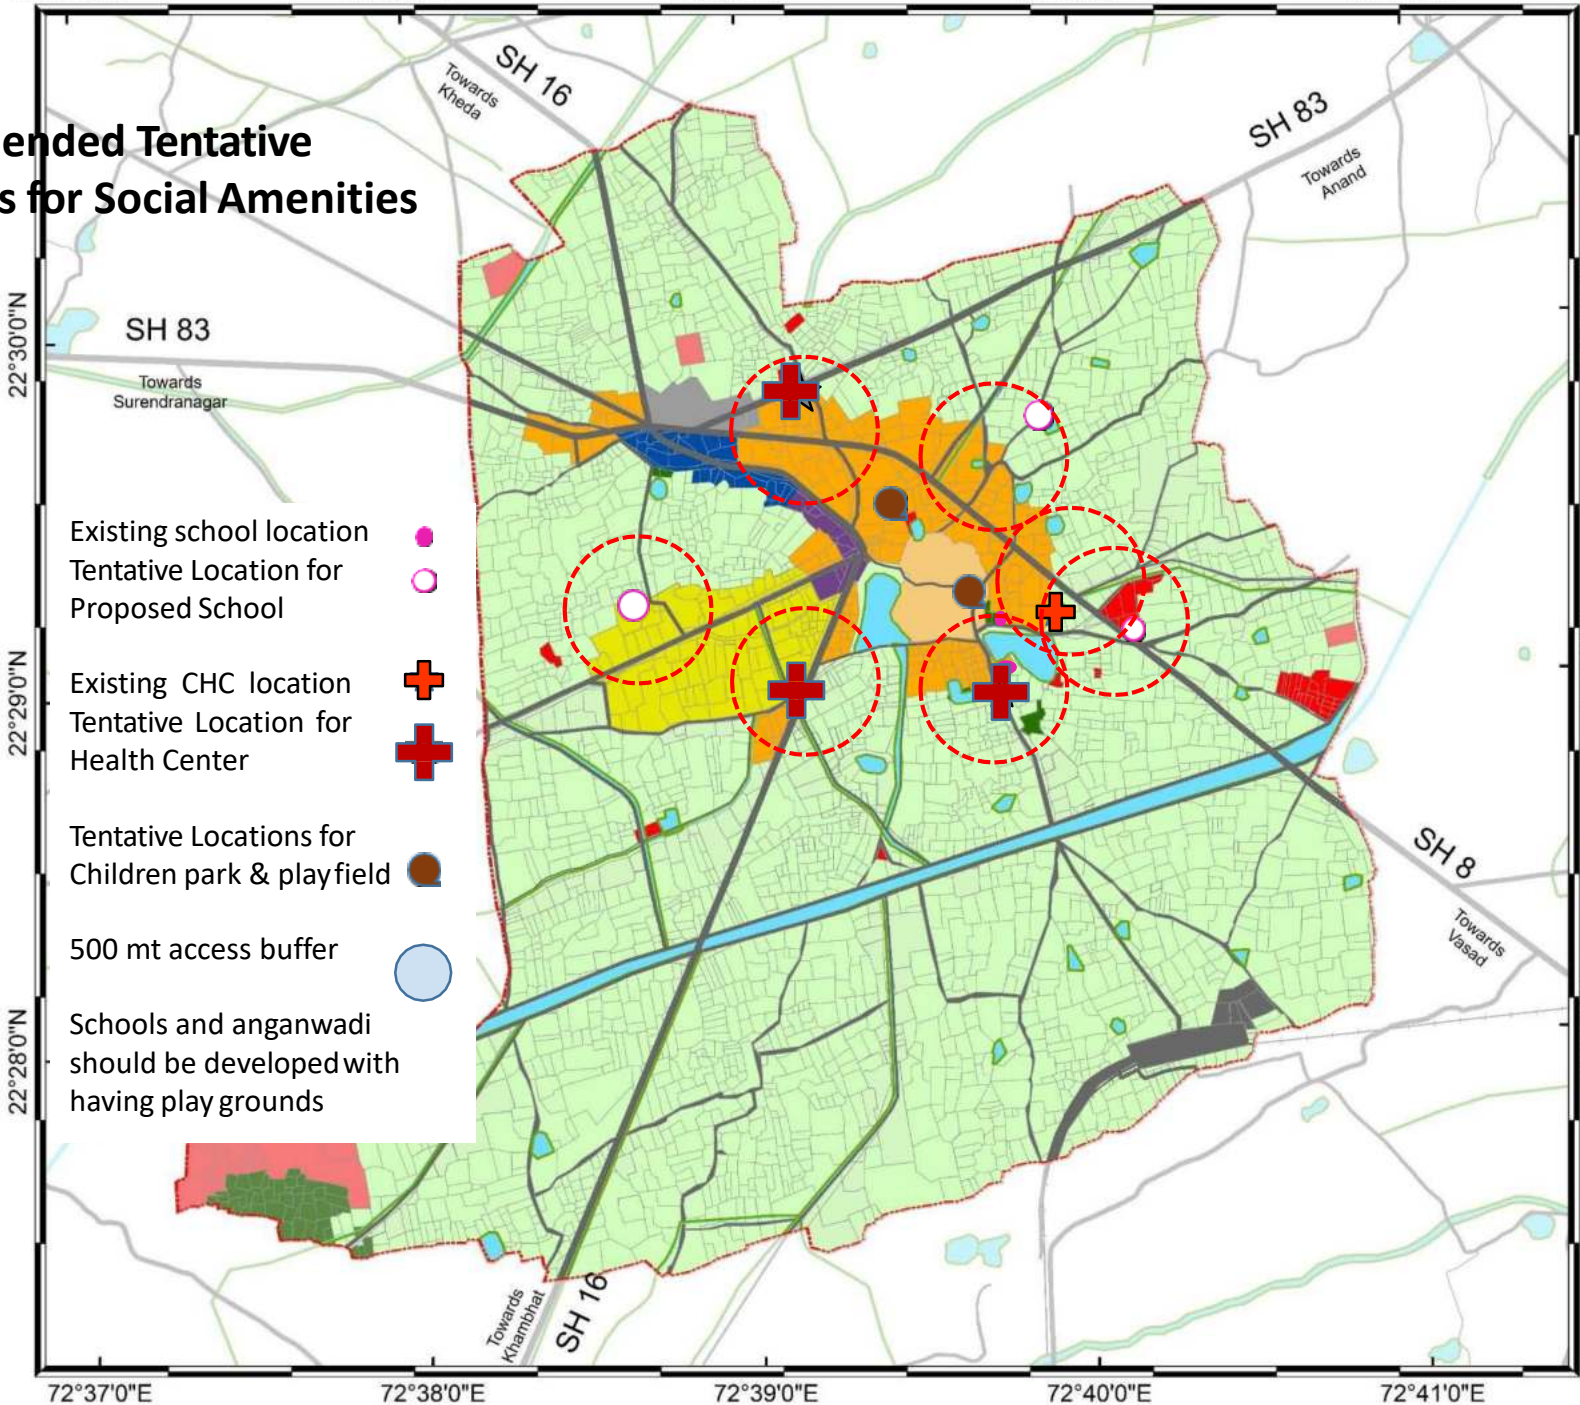 SH 16
Towards
Kheda
ended Tentative
s for Social Amenities
SH 83
Towards
Anand
SH 83
Towards
Surendranagar
Existing school location
Tentative Location for
Proposed School
Existing CHC location
Tentative Location for
Health Center
Tentative Locations for
Children park & playfield
500 mt access buffer
Schools and anganwadi
should be developed with
having play grounds
SH 8
Towards
Vasad
Towards
Khambhat
SH 16
22°30'0"N
22°29'0"N
22°28'0"N
72°37'0"E
72°38'0"E
72°39'0"E
72°40'0"E
72°41'0"E